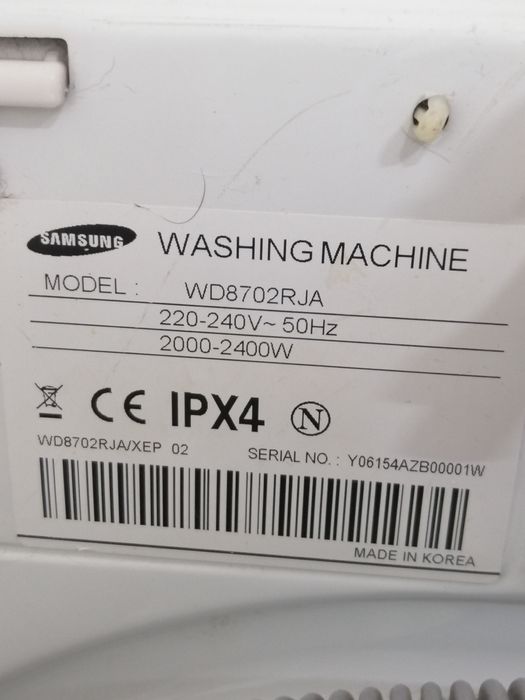 SAMSUNG WASHING MACHINE
MODEL : WD8702RJA
220-240V~ 50Hz
2000-2400W
CE IPX4 N
WD8702RJA/XEP 02 SERIAL NO. : Y06154AZB00001W
MADE IN KOREA